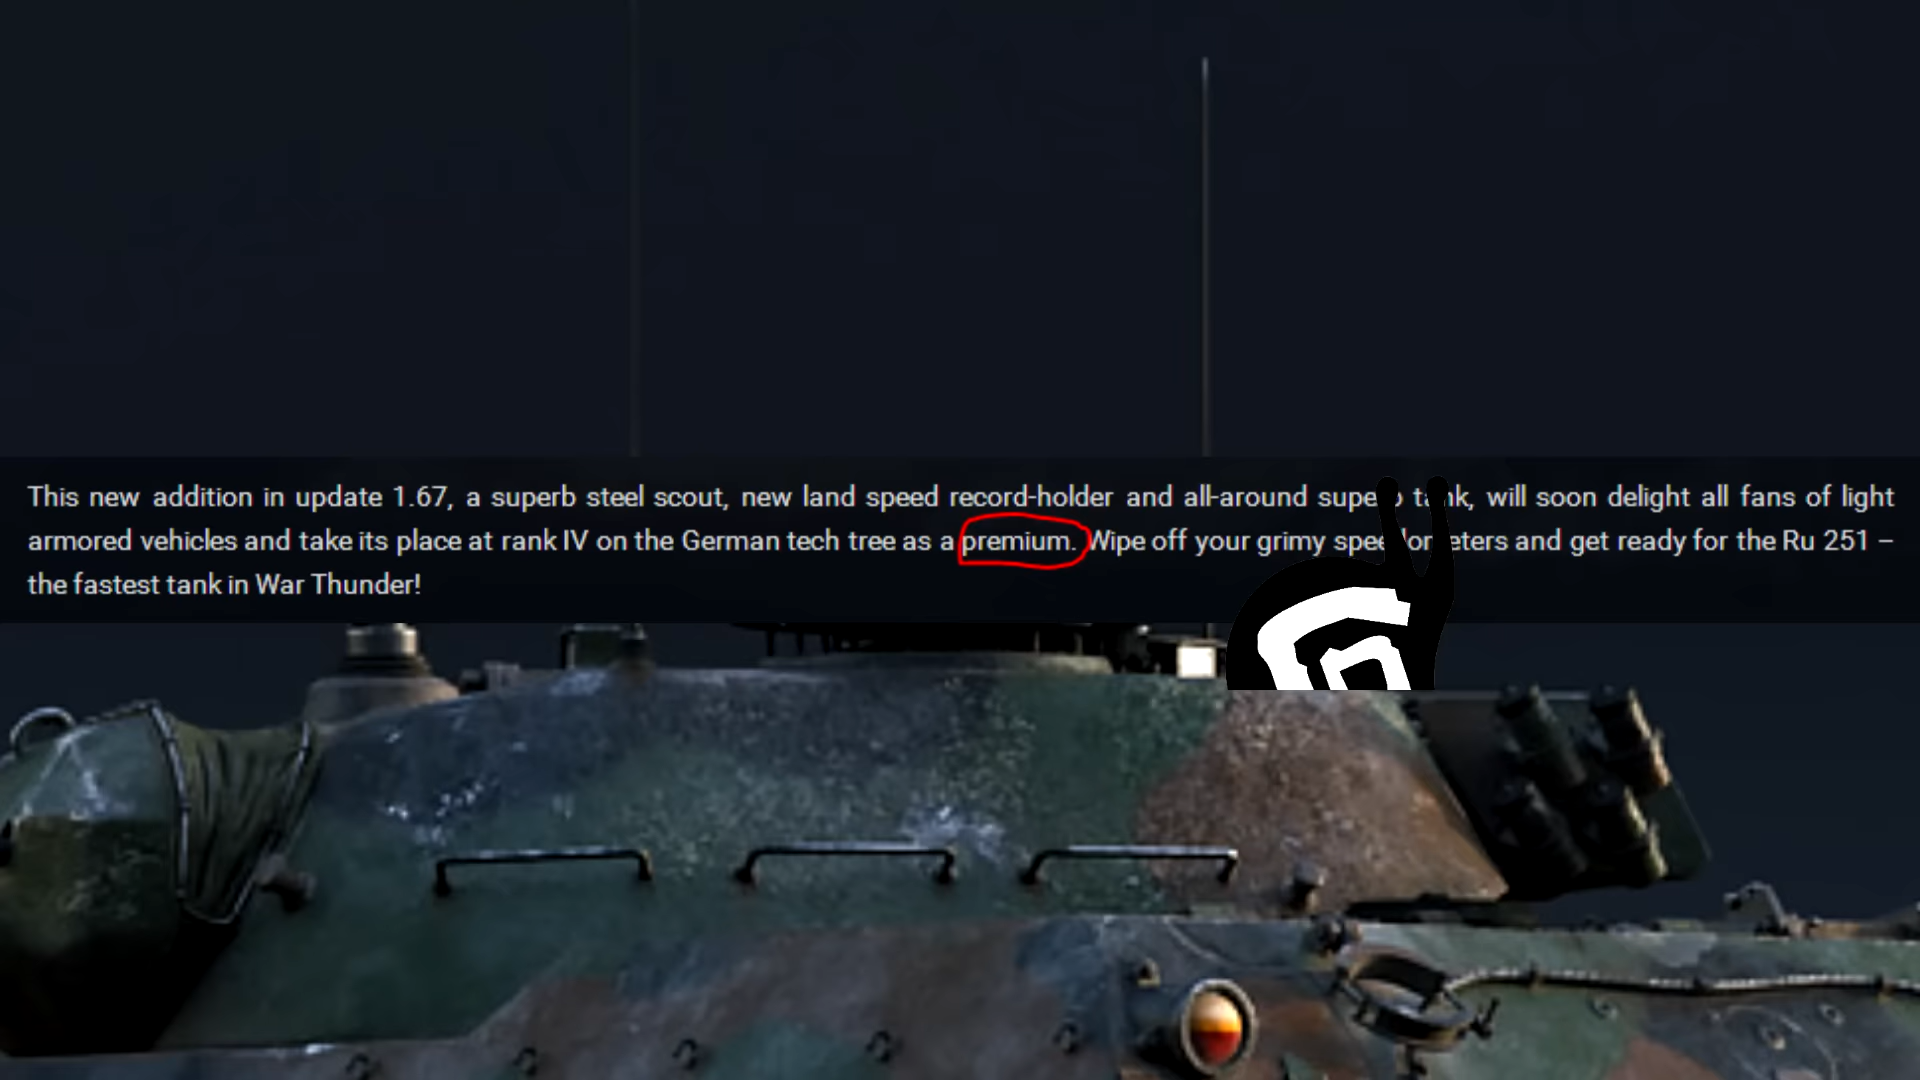 This new addition in update 1.67, a superb steel scout, new land speed record-holder and all-around superb tank, will soon delight all fans of light
armored vehicles and take its place at rank IV on the German tech tree as a premium. Wipe off your grimy speedometers and get ready for the Ru 251 –
the fastest tank in War Thunder!